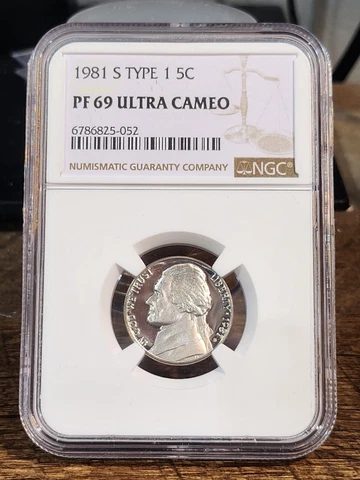 1981 S TYPE 1 5C
PF 69 ULTRA CAMEO
6786825-052
NUMISMATIC GUARANTY COMPANY
NGC
IN GOD WE TRUST
LIBERTY 1981